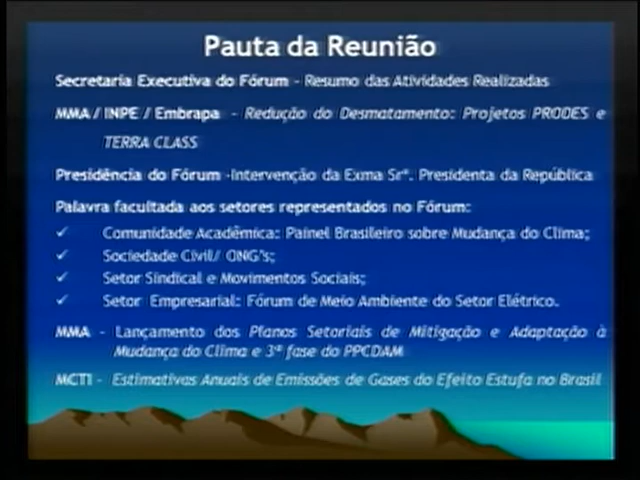 Pauta da Reunião
Secretaria Executiva do Fórum - Resumo das Atividades Realizadas
MMA / INPE / Embrapa - Redução do Desmatamento: Projetos PRODES e
TERRA CLASS
Presidência do Fórum -Intervenção da Exma Srª. Presidenta da República
Palavra facultada aos setores representados no Fórum:
✓ Comunidade Acadêmica: Painel Brasileiro sobre Mudança do Clima;
✓ Sociedade Civil/ ONG's;
✓ Setor Sindical e Movimentos Sociais;
✓ Setor Empresarial: Fórum de Meio Ambiente do Setor Elétrico.
MMA - Lançamento dos Planos Setoriais de Mitigação e Adaptação à
Mudança do Clima e 3ª fase do PPCDAM
MCTI - Estimativas Anuais de Emissões de Gases do Efeito Estufa no Brasil